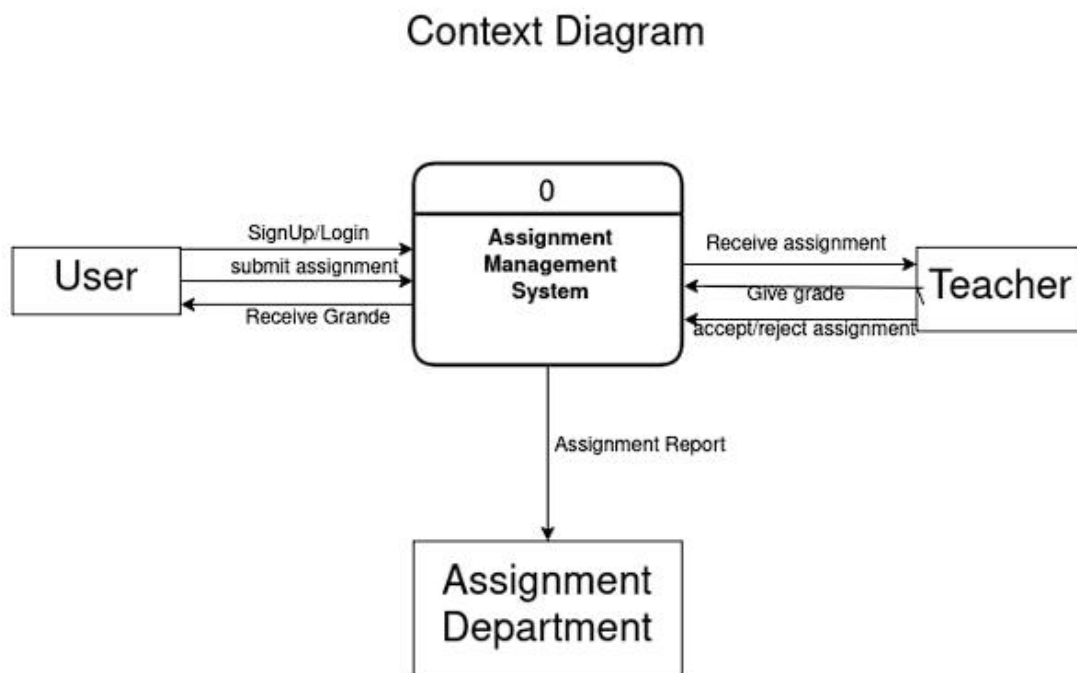 Context Diagram
0
SignUp/Login
Assignment
Management
System
Receive assignment
User
submit assignment
Teacher
Give grade
Receive Grande
accept/reject assignment
Assignment Report
Assignment
Department